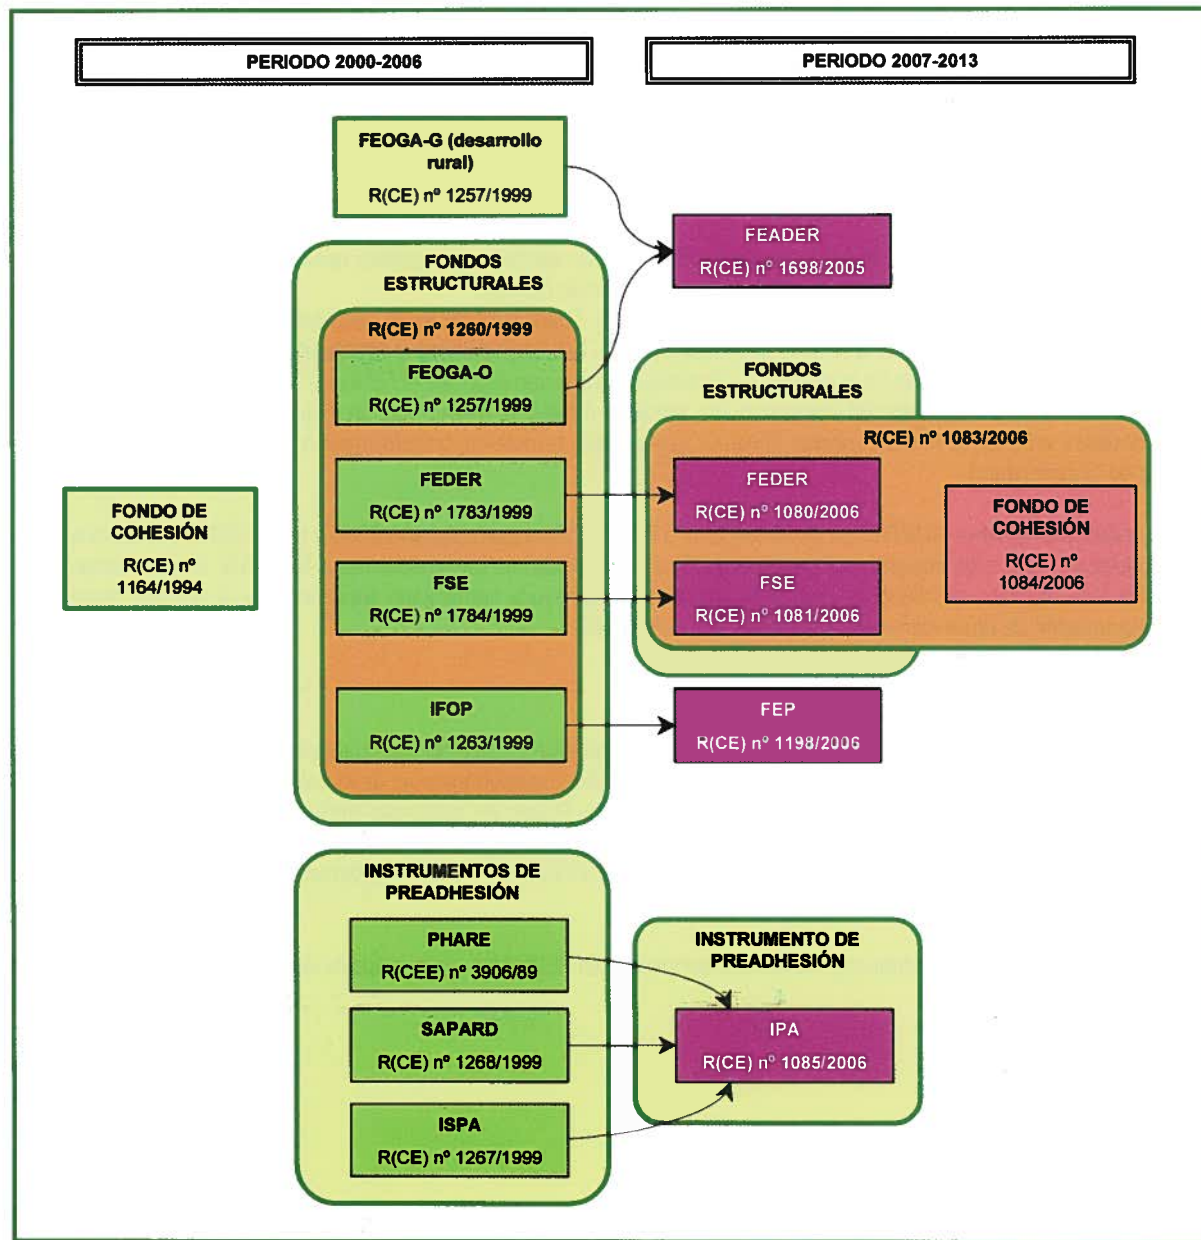 PERIODO 2000-2006
PERIODO 2007-2013
FEOGA-G (desarrollo
rural)
R(CE) nº 1257/1999
FEADER
R(CE) nº 1698/2005
FONDOS
ESTRUCTURALES
R(CE) nº 1260/1999
FEOGA-O
R(CE) nº 1257/1999
FEDER
R(CE) nº 1783/1999
FSE
R(CE) nº 1784/1999
IFOP
R(CE) nº 1263/1999
FONDO DE
COHESIÓN
R(CE) nº
1164/1994
FONDOS
ESTRUCTURALES
R(CE) nº 1083/2006
FEDER
R(CE) nº 1080/2006
FSE
R(CE) nº 1081/2006
FONDO DE
COHESIÓN
R(CE) nº
1084/2006
FEP
R(CE) nº 1198/2006
INSTRUMENTOS DE
PREADHESIÓN
PHARE
R(CEE) nº 3906/89
SAPARD
R(CE) nº 1268/1999
ISPA
R(CE) nº 1267/1999
INSTRUMENTO DE
PREADHESIÓN
IPA
R(CE) nº 1085/2006